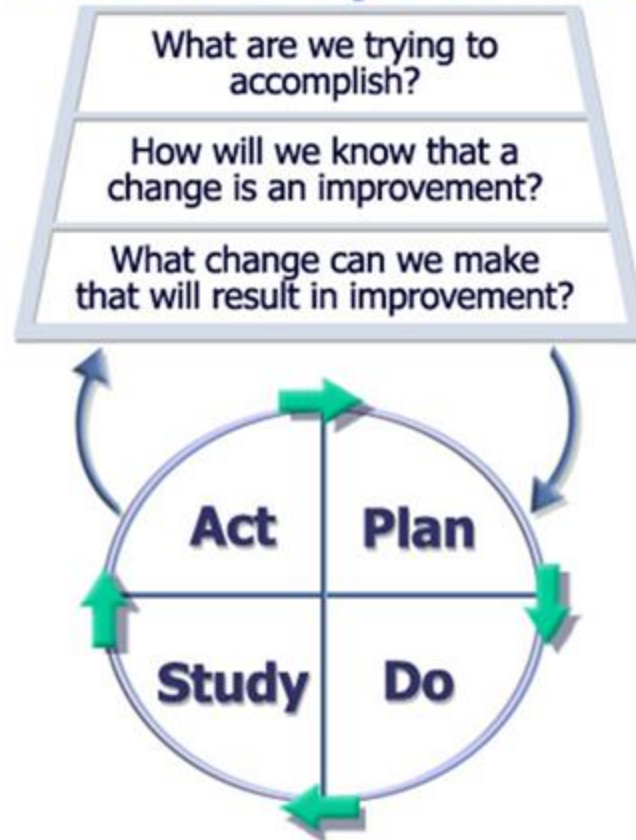 What are we trying to
accomplish?
How will we know that a
change is an improvement?
What change can we make
that will result in improvement?
Act Plan
Study Do